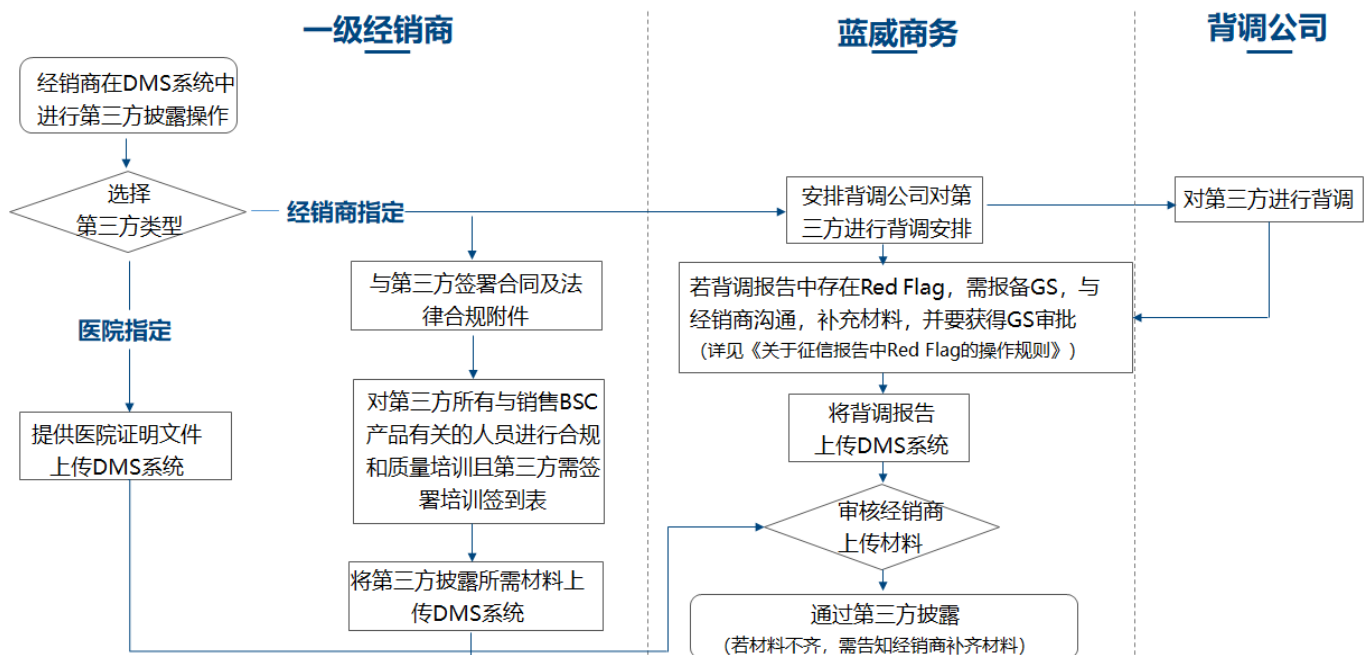 一级经销商
蓝威商务
背调公司
经销商在DMS系统中
进行第三方披露操作
选择
第三方类型
经销商指定
医院指定
提供医院证明文件
上传DMS系统
与第三方签署合同及法
律合规附件
对第三方所有与销售BSC
产品有关的人员进行合规
和质量培训且第三方需签
署培训签到表
将第三方披露所需材料上
传DMS系统
安排背调公司对第
三方进行背调安排
对第三方进行背调
若背调报告中存在Red Flag，需报备GS，与
经销商沟通，补充材料，并要获得GS审批
（详见《关于征信报告中Red Flag的操作规则》）
将背调报告
上传DMS系统
审核经销商
上传材料
通过第三方披露
（若材料不齐，需告知经销商补齐材料）